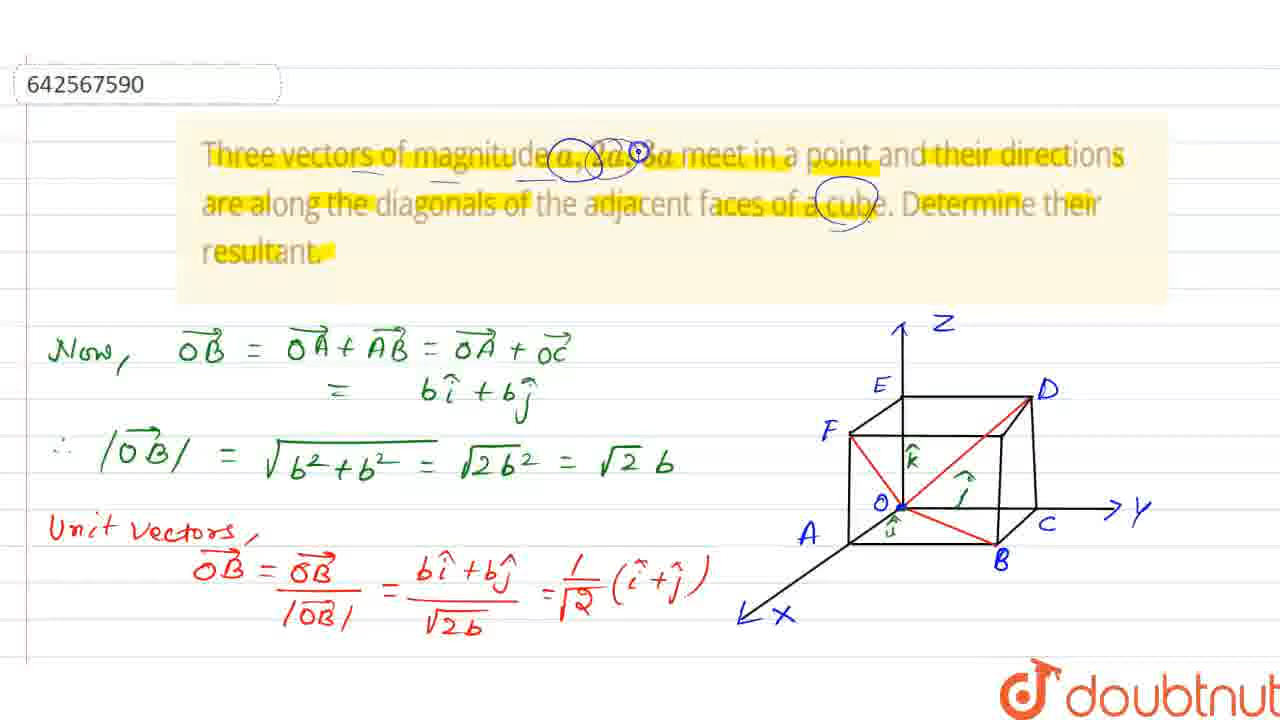 642567590
Three vectors of magnitude a, 2a, 3a meet in a point and their directions
are along the diagonals of the adjacent faces of a cube. Determine their
resultant.
Now, OB⃗ = OA⃗ + AB⃗ = OA⃗ + OC⃗
= bî + bĵ
∴ |OB⃗| = √(b² + b²) = √(2b²) = √2 b
Unit vectors,
OB⃗ = OB⃗ / |OB⃗| = (bî + bĵ) / √2b = 1/√2 (î + ĵ)
Z
E
D
F
k̂
ĵ
O
Y
A
C
B
X
doubtnut